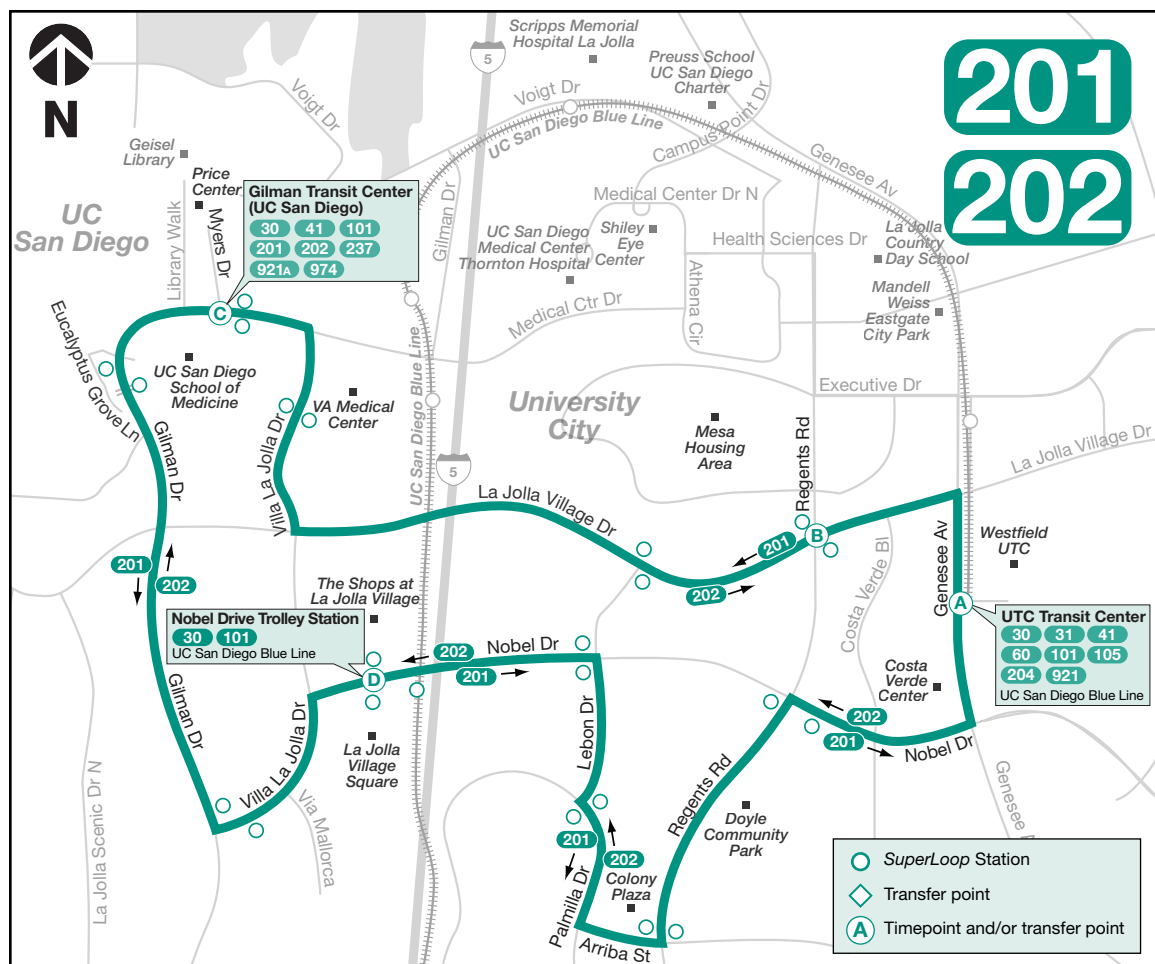 N
201
202
5
Scripps Memorial
Hospital La Jolla
Preuss School
UC San Diego
Charter
Voigt Dr
Voigt Dr
UC San Diego Blue Line
Campus Point Dr
Genesee Av
Geisel
Library
Price
Center
UC
San Diego
Library Walk
Myers Dr
Gilman Transit Center
(UC San Diego)
30 41 101
201 202 237
921A 974
Gilman Dr
Medical Center Dr N
UC San Diego
Medical Center
Thornton Hospital
Shiley
Eye
Center
Health Sciences Dr
La Jolla
Country
Day School
Mandell
Weiss
Eastgate
City Park
Athena Cir
Medical Ctr Dr
C
Eucalyptus Grove Ln
UC San Diego
School of
Medicine
VA Medical
Center
UC San Diego Blue Line
Executive Dr
University
City
Mesa
Housing
Area
Regents Rd
La Jolla Village Dr
Gilman Dr
Villa La Jolla Dr
5
La Jolla Village Dr
B
201
202
Westfield
UTC
Costa Verde Bl
Genesee Av
A
201
202
The Shops at
La Jolla Village
Nobel Drive Trolley Station
30 101
UC San Diego Blue Line
UTC Transit Center
30 31 41
60 101 105
204 921
UC San Diego Blue Line
202
201
Nobel Dr
D
Costa
Verde
Center
202
201
Nobel Dr
Gilman Dr
Villa La Jolla Dr
La Jolla
Village
Square
Lebon Dr
Regents Rd
La Jolla Scenic Dr N
Via Mallorca
Doyle
Community
Park
Genesee
201
202
Palmilla Dr
Colony
Plaza
Arriba St
SuperLoop Station
Transfer point
A Timepoint and/or transfer point